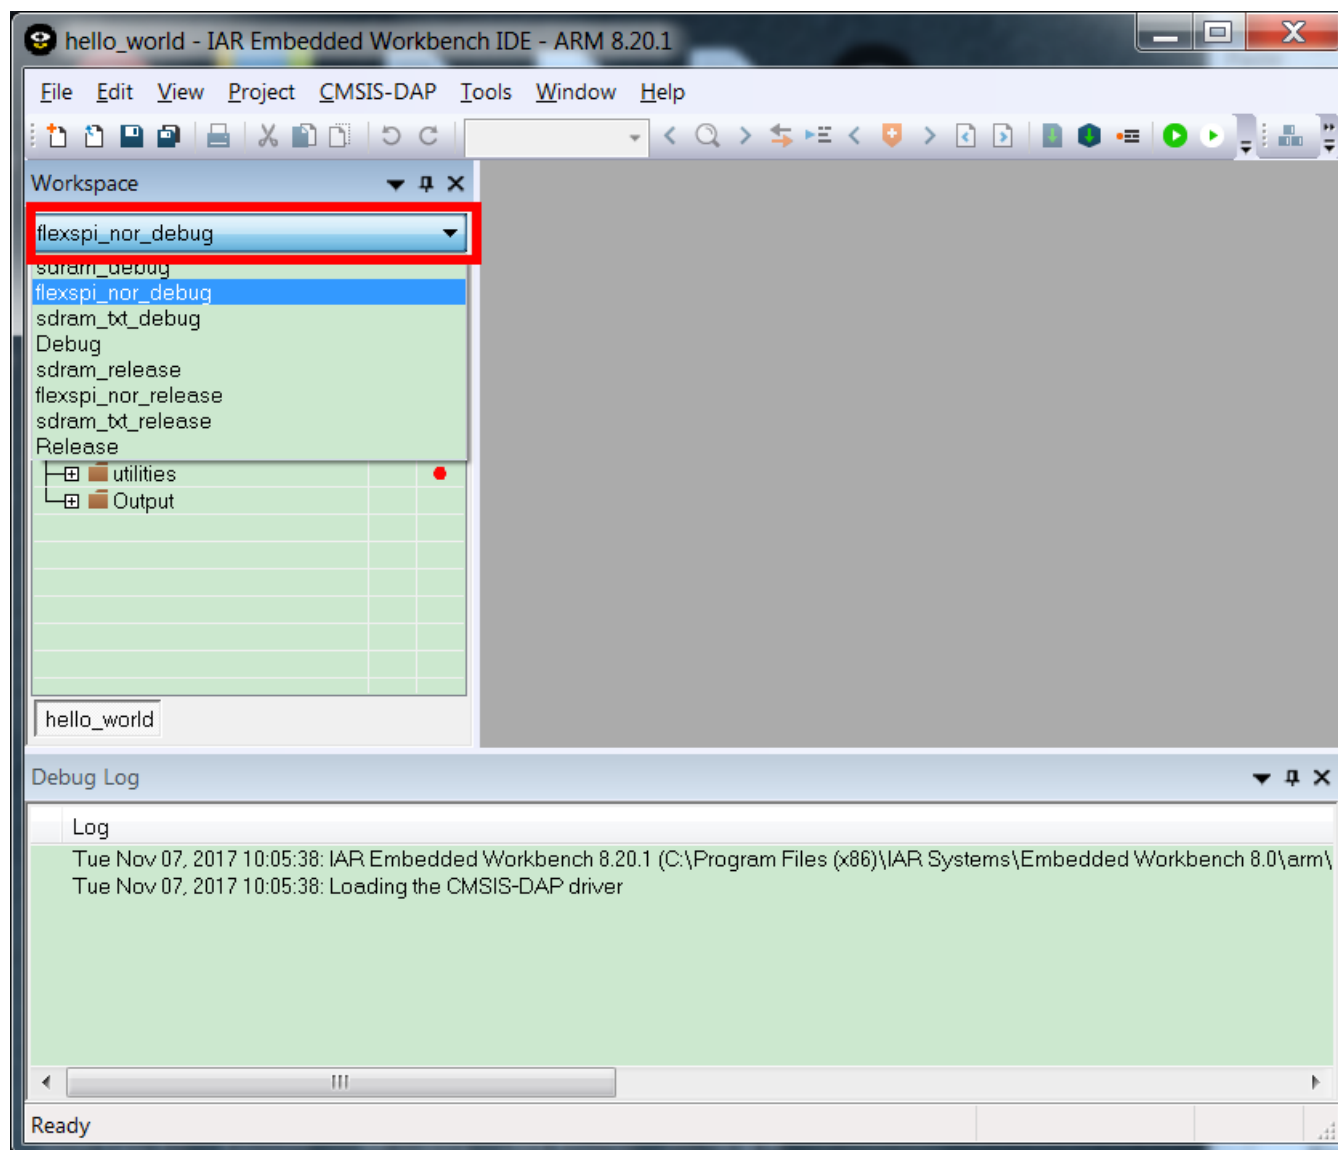 hello_world - IAR Embedded Workbench IDE - ARM 8.20.1
File Edit View Project CMSIS-DAP Tools Window Help
Workspace
flexspi_nor_debug
sdram_debug
flexspi_nor_debug
sdram_txt_debug
Debug
sdram_release
flexspi_nor_release
sdram_txt_release
Release
utilities
Output
hello_world
Debug Log
Log
Tue Nov 07, 2017 10:05:38: IAR Embedded Workbench 8.20.1 (C:\Program Files (x86)\IAR Systems\Embedded Workbench 8.0\arm\
Tue Nov 07, 2017 10:05:38: Loading the CMSIS-DAP driver
Ready